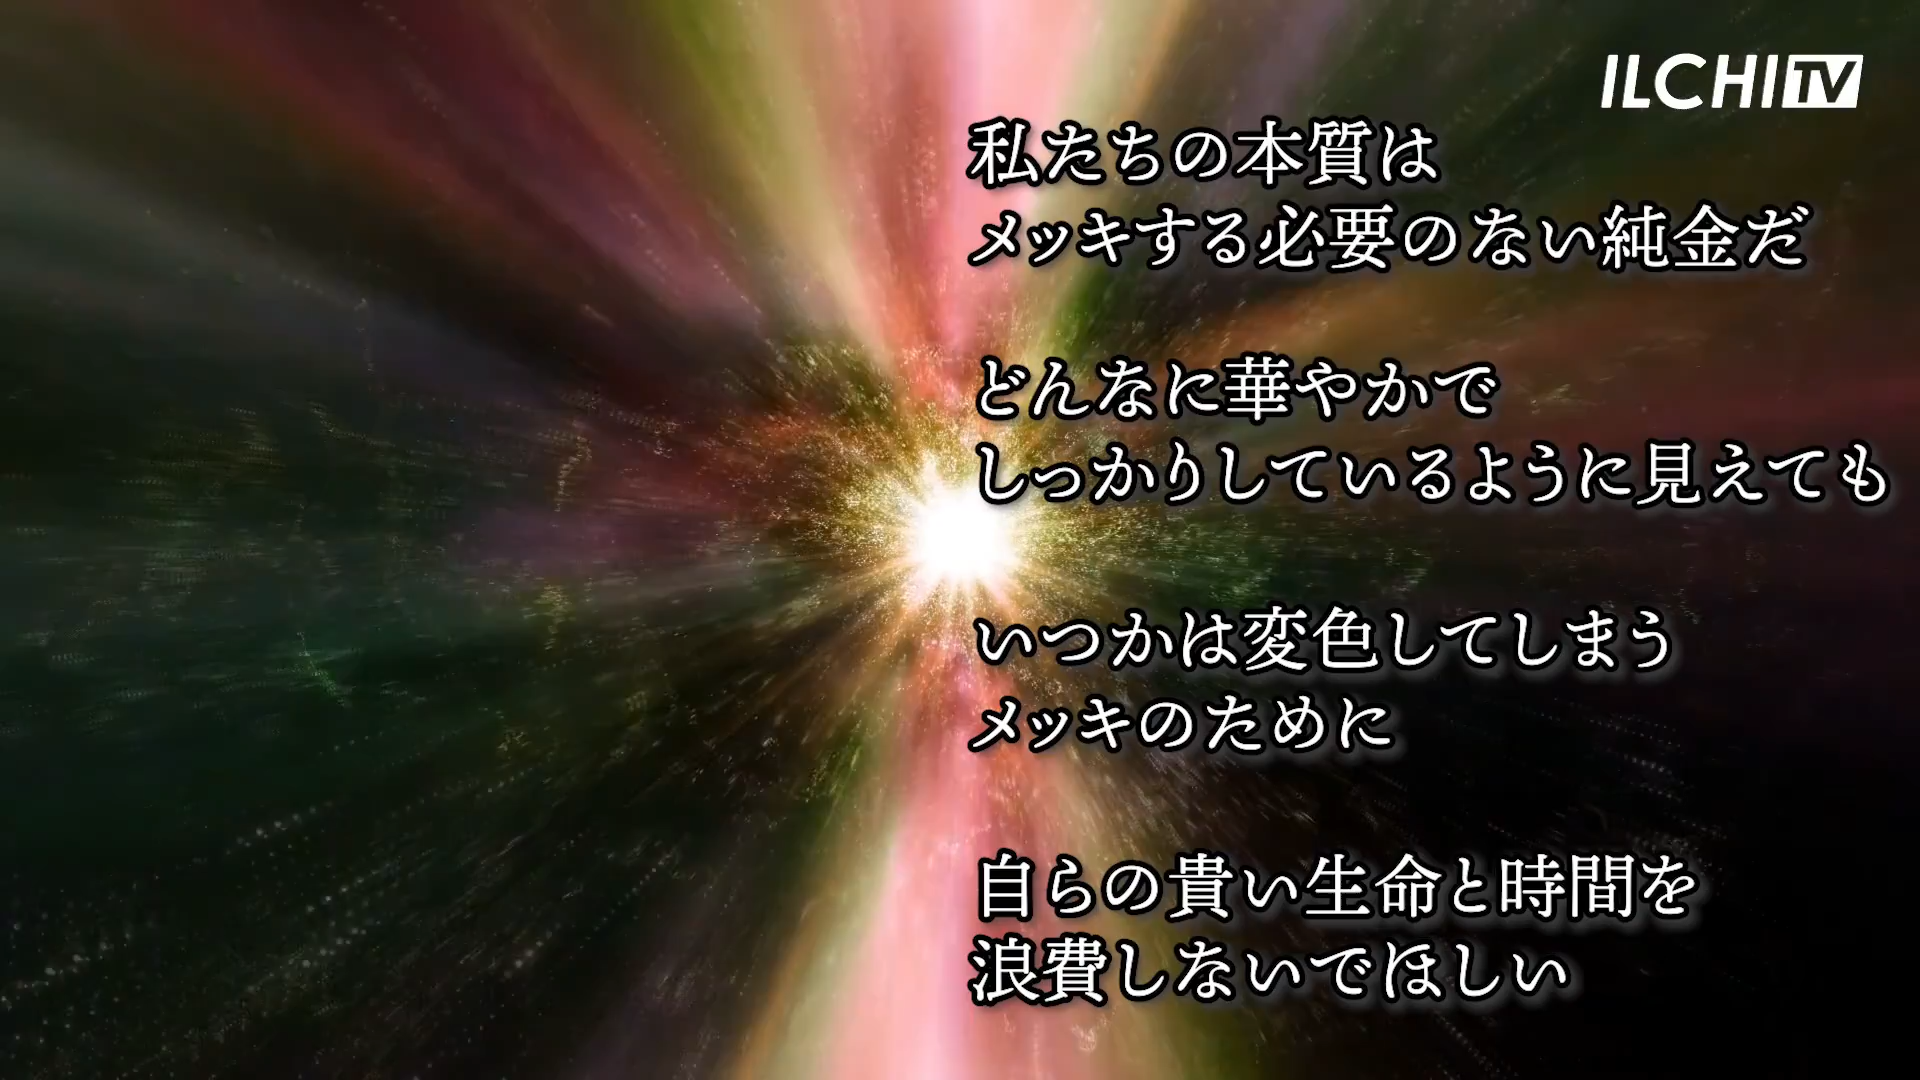 ILCHI TV
私たちの本質は
メッキする必要のない純金だ
どんなに華やかで
しっかりしているように見えても
いつかは変色してしまう
メッキのために
自らの貴い生命と時間を
浪費しないでほしい